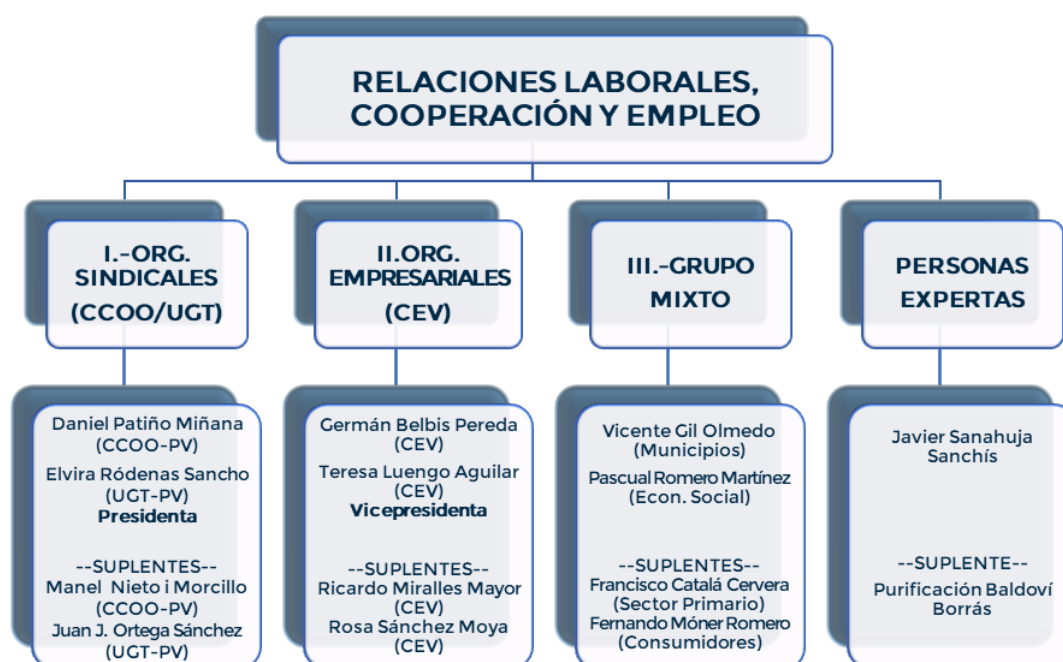 RELACIONES LABORALES,
COOPERACIÓN Y EMPLEO
I.-ORG.
SINDICALES
(CCOO/UGT)
Daniel Patiño Miñana
(CCOO-PV)
Elvira Ródenas Sancho
(UGT-PV)
Presidenta
--SUPLENTES--
Manel Nieto i Morcillo
(CCOO-PV)
Juan J. Ortega Sánchez
(UGT-PV)
II.ORG.
EMPRESARIALES
(CEV)
Germán Belbis Pereda
(CEV)
Teresa Luengo Aguilar
(CEV)
Vicepresidenta
--SUPLENTES--
Ricardo Miralles Mayor
(CEV)
Rosa Sánchez Moya
(CEV)
III.-GRUPO
MIXTO
Vicente Gil Olmedo
(Municipios)
Pascual Romero Martínez
(Econ. Social)
--SUPLENTES--
Francisco Catalá Cervera
(Sector Primario)
Fernando Móner Romero
(Consumidores)
PERSONAS
EXPERTAS
Javier Sanahuja
Sanchís
--SUPLENTE--
Purificación Baldoví
Borrás